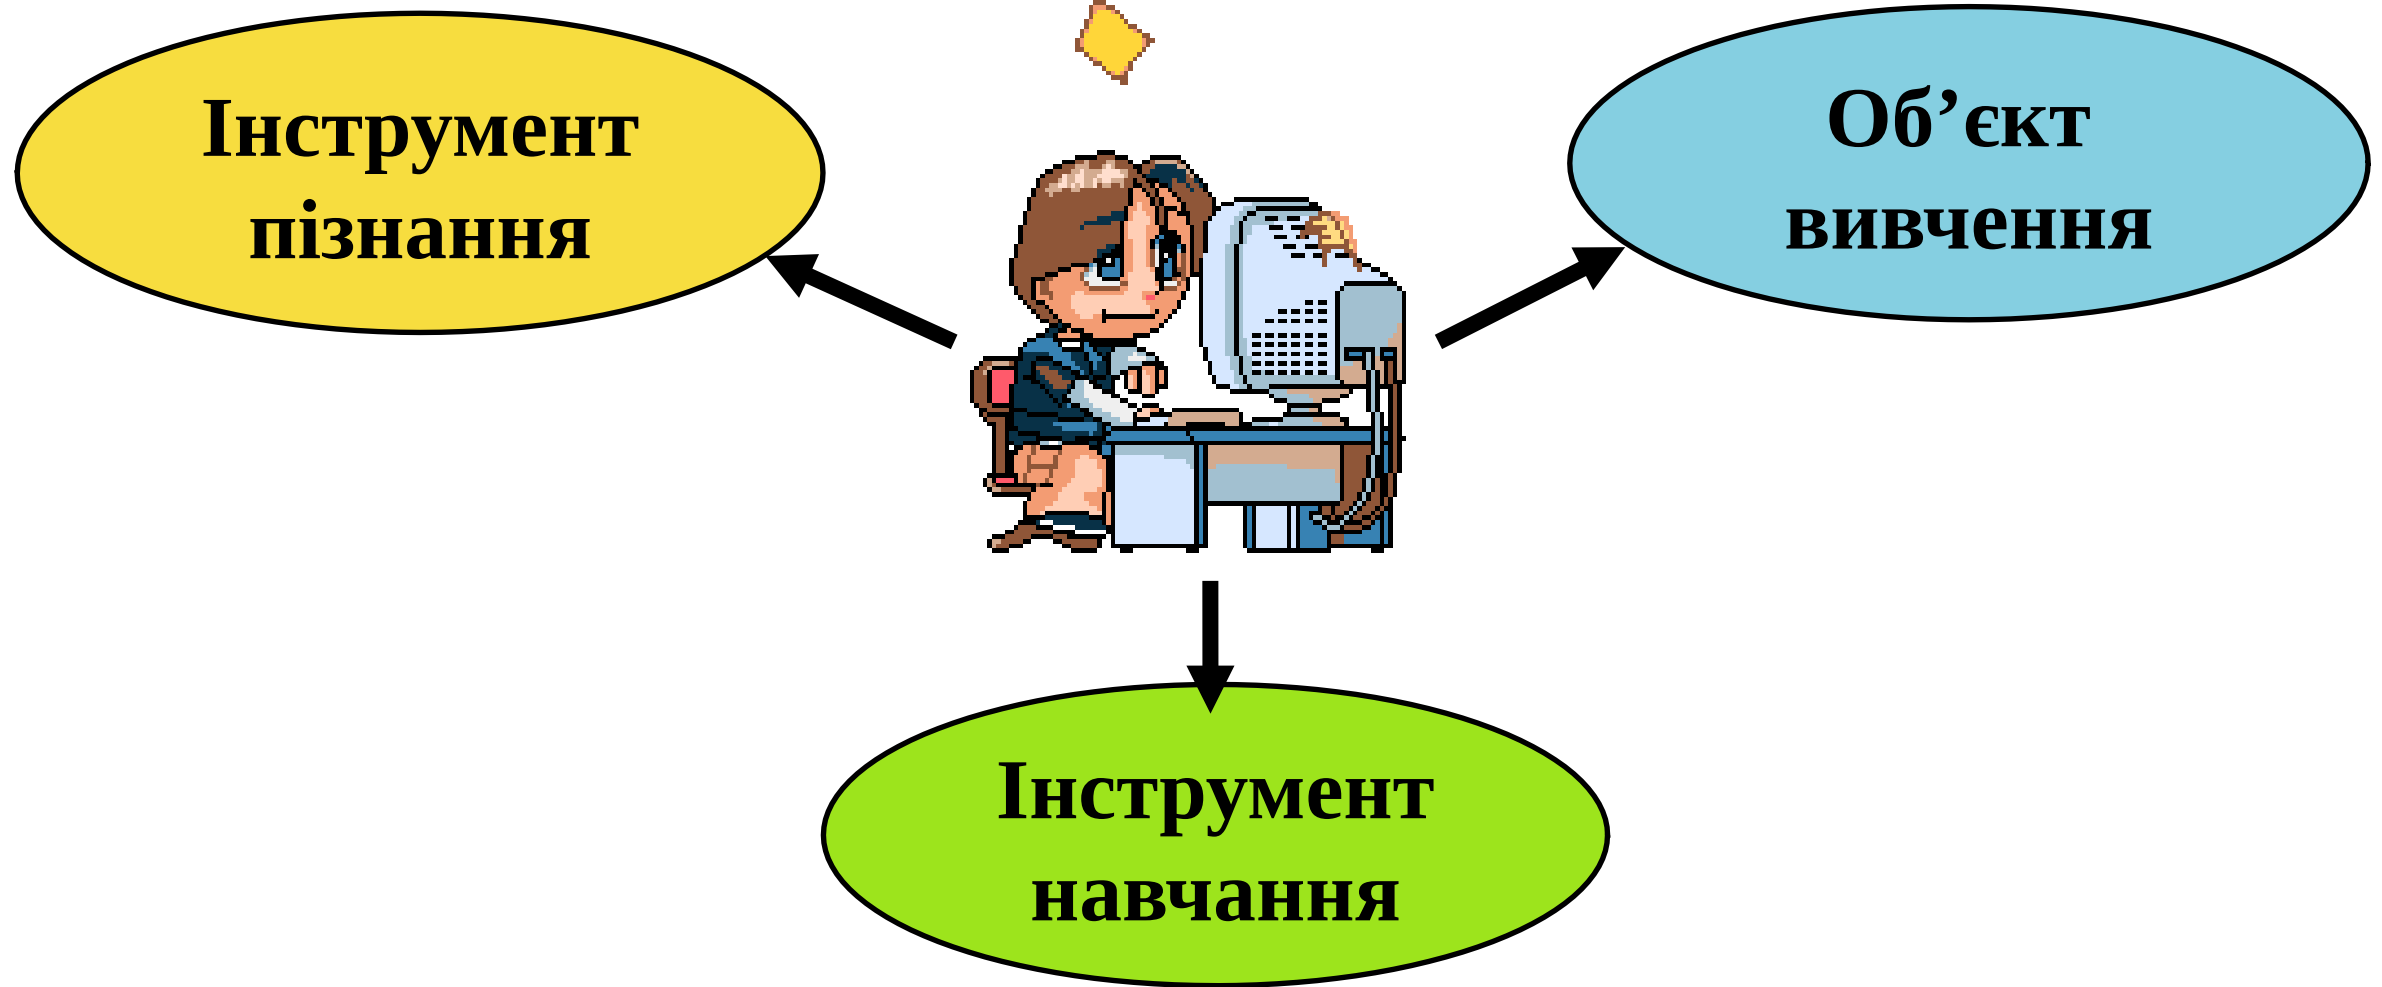 Інструмент
пізнання
Об’єкт
вивчення
Інструмент
навчання